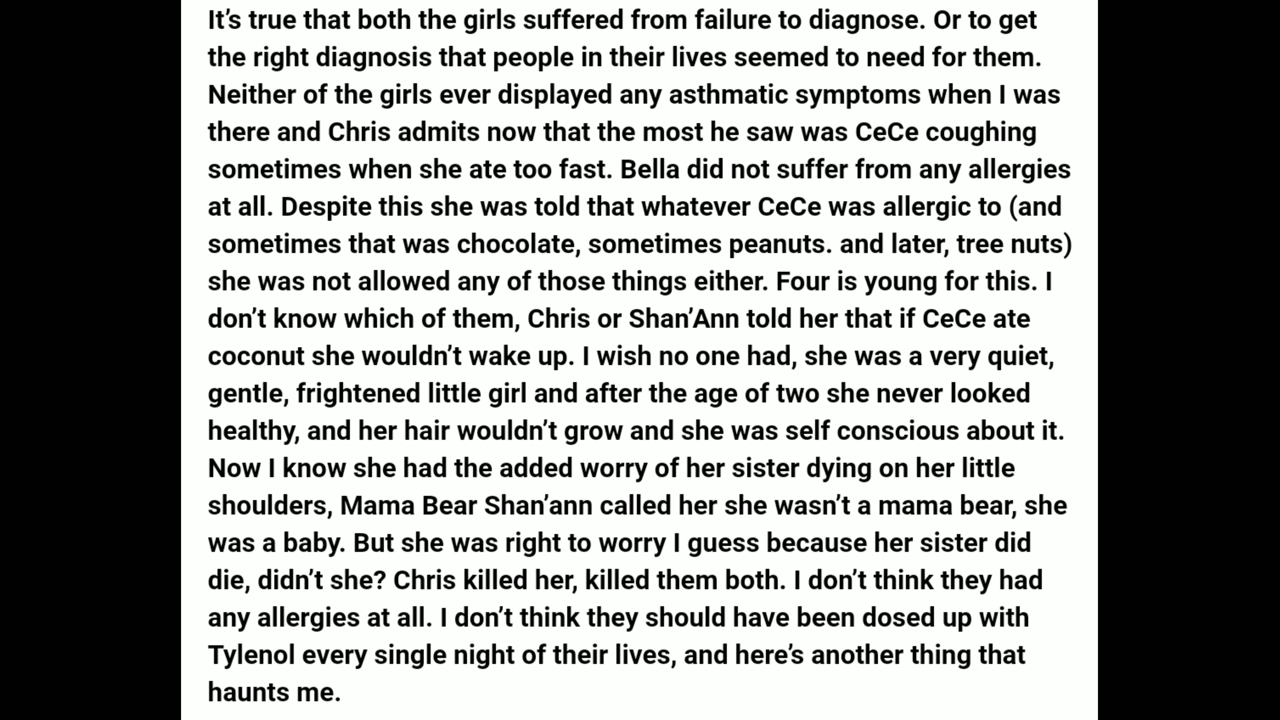 It’s true that both the girls suffered from failure to diagnose. Or to get
the right diagnosis that people in their lives seemed to need for them.
Neither of the girls ever displayed any asthmatic symptoms when I was
there and Chris admits now that the most he saw was CeCe coughing
sometimes when she ate too fast. Bella did not suffer from any allergies
at all. Despite this she was told that whatever CeCe was allergic to (and
sometimes that was chocolate, sometimes peanuts. and later, tree nuts)
she was not allowed any of those things either. Four is young for this. I
don’t know which of them, Chris or Shan’Ann told her that if CeCe ate
coconut she wouldn’t wake up. I wish no one had, she was a very quiet,
gentle, frightened little girl and after the age of two she never looked
healthy, and her hair wouldn’t grow and she was self conscious about it.
Now I know she had the added worry of her sister dying on her little
shoulders, Mama Bear Shan’ann called her she wasn’t a mama bear, she
was a baby. But she was right to worry I guess because her sister did
die, didn’t she? Chris killed her, killed them both. I don’t think they had
any allergies at all. I don’t think they should have been dosed up with
Tylenol every single night of their lives, and here’s another thing that
haunts me.